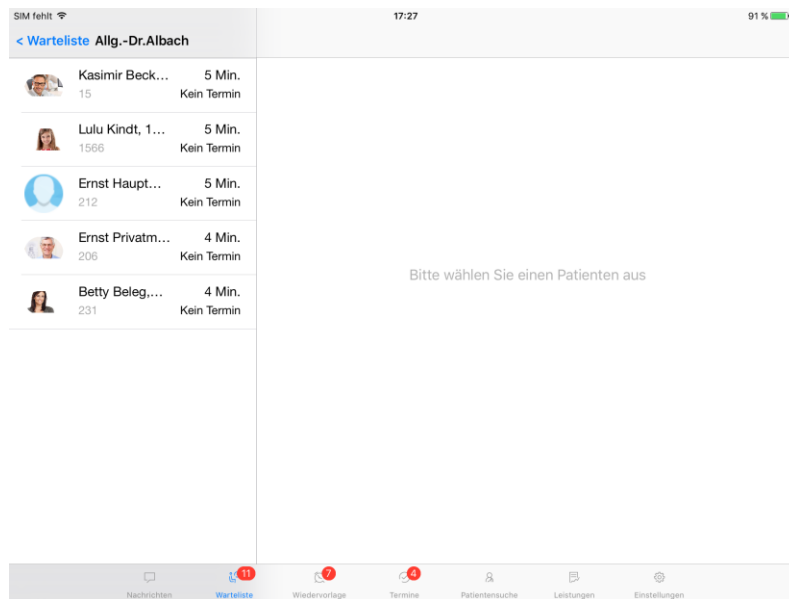 SIM fehlt 17:27 91 %
< Warteliste Allg.-Dr.Albach
Kasimir Beck... 5 Min.
15 Kein Termin
Lulu Kindt, 1... 5 Min.
1566 Kein Termin
Ernst Haupt... 5 Min.
212 Kein Termin
Ernst Privatm... 4 Min.
206 Kein Termin
Betty Beleg,... 4 Min.
231 Kein Termin
Bitte wählen Sie einen Patienten aus
11 7 4
Nachrichten Warteliste Wiedervorlage Termine Patientensuche Leistungen Einstellungen